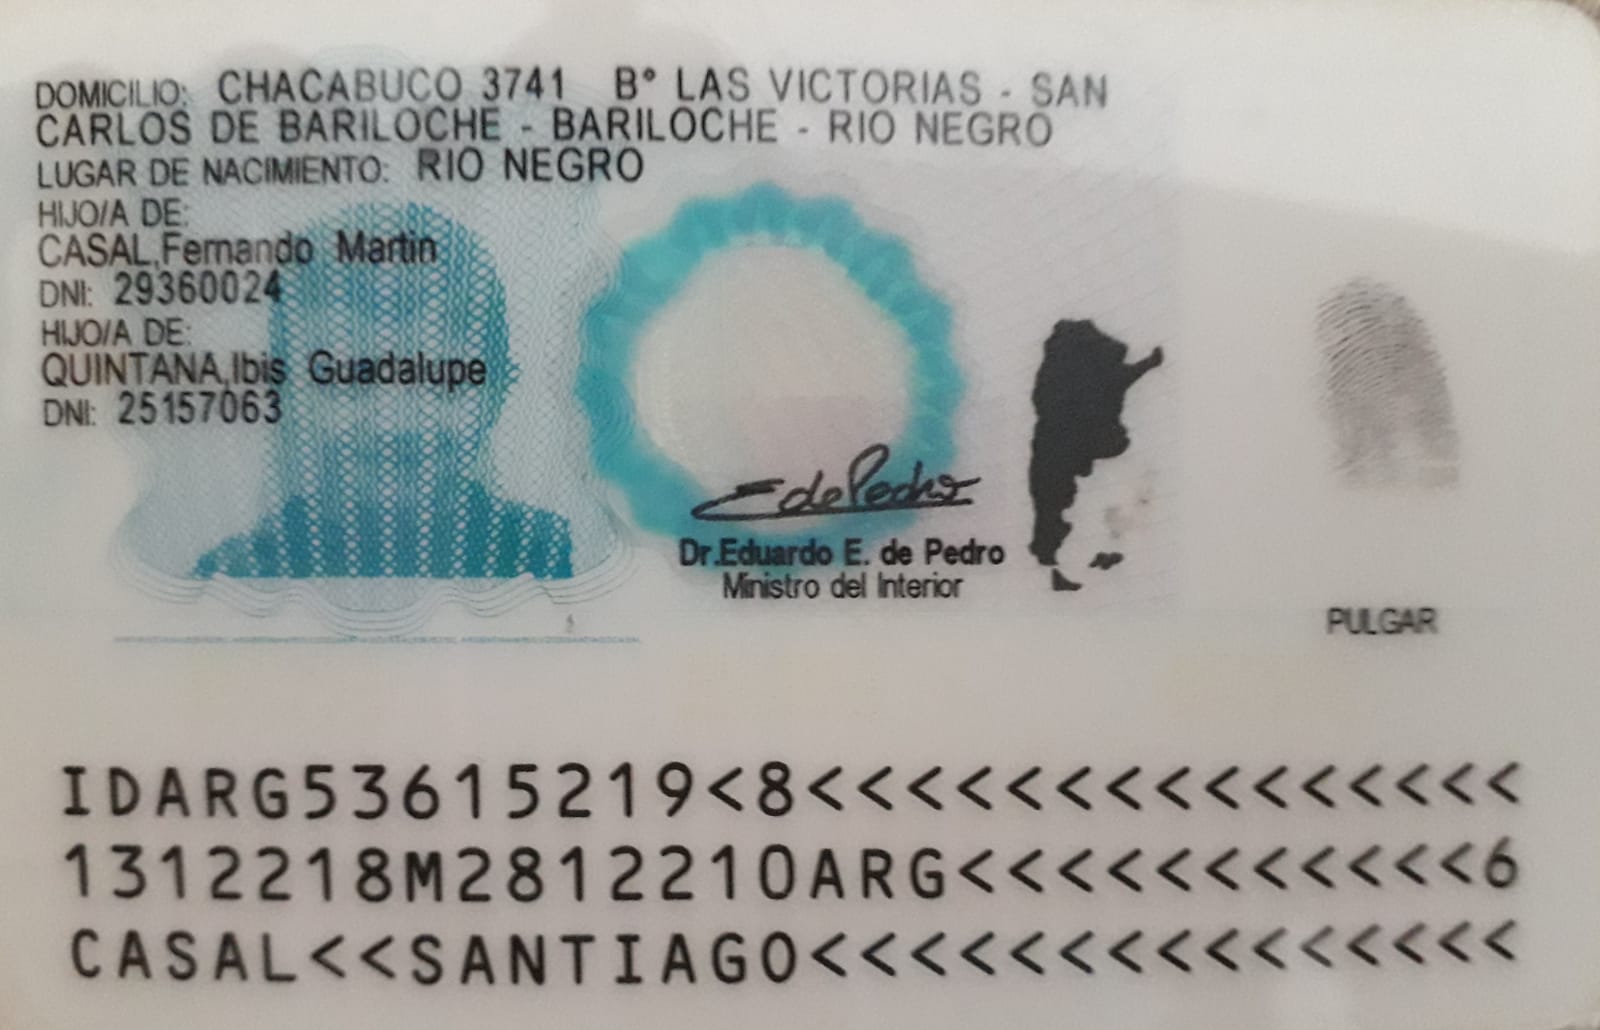 DOMICILIO: CHACABUCO 3741 B° LAS VICTORIAS - SAN
CARLOS DE BARILOCHE - BARILOCHE - RIO NEGRO
LUGAR DE NACIMIENTO: RIO NEGRO
HIJO/A DE:
CASAL,Fernando Martin
DNI: 29360024
HIJO/A DE:
QUINTANA,Ibis Guadalupe
DNI: 25157063
E de Pedro
Dr.Eduardo E. de Pedro
Ministro del Interior
PULGAR
IDARG53615219<8<<<<<<<<<<<<<<<
1312218M2812210ARG<<<<<<<<<<<6
CASAL<<SANTIAGO<<<<<<<<<<<<<<<